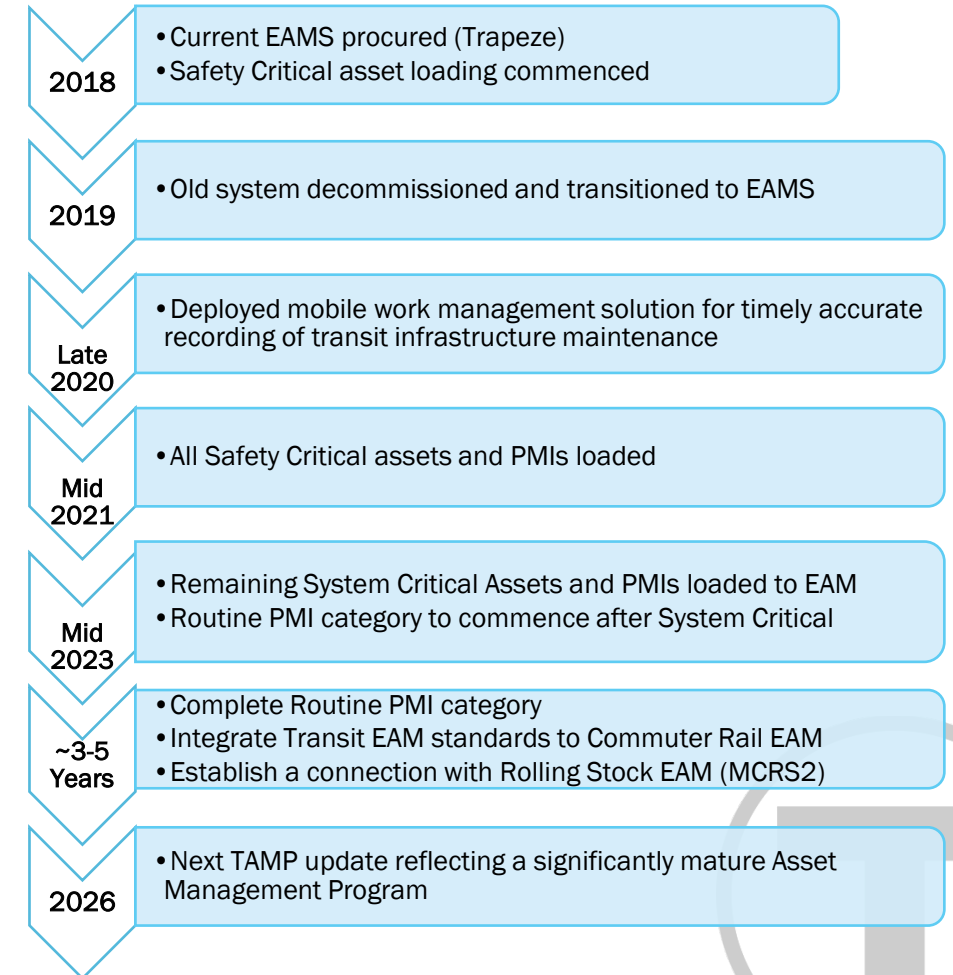 2018
•Current EAMS procured (Trapeze)
•Safety Critical asset loading commenced
2019
•Old system decommissioned and transitioned to EAMS
Late
2020
•Deployed mobile work management solution for timely accurate
recording of transit infrastructure maintenance
Mid
2021
•All Safety Critical assets and PMIs loaded
Mid
2023
•Remaining System Critical Assets and PMIs loaded to EAM
•Routine PMI category to commence after System Critical
~3-5
Years
•Complete Routine PMI category
•Integrate Transit EAM standards to Commuter Rail EAM
•Establish a connection with Rolling Stock EAM (MCRS2)
2026
•Next TAMP update reflecting a significantly mature Asset
Management Program